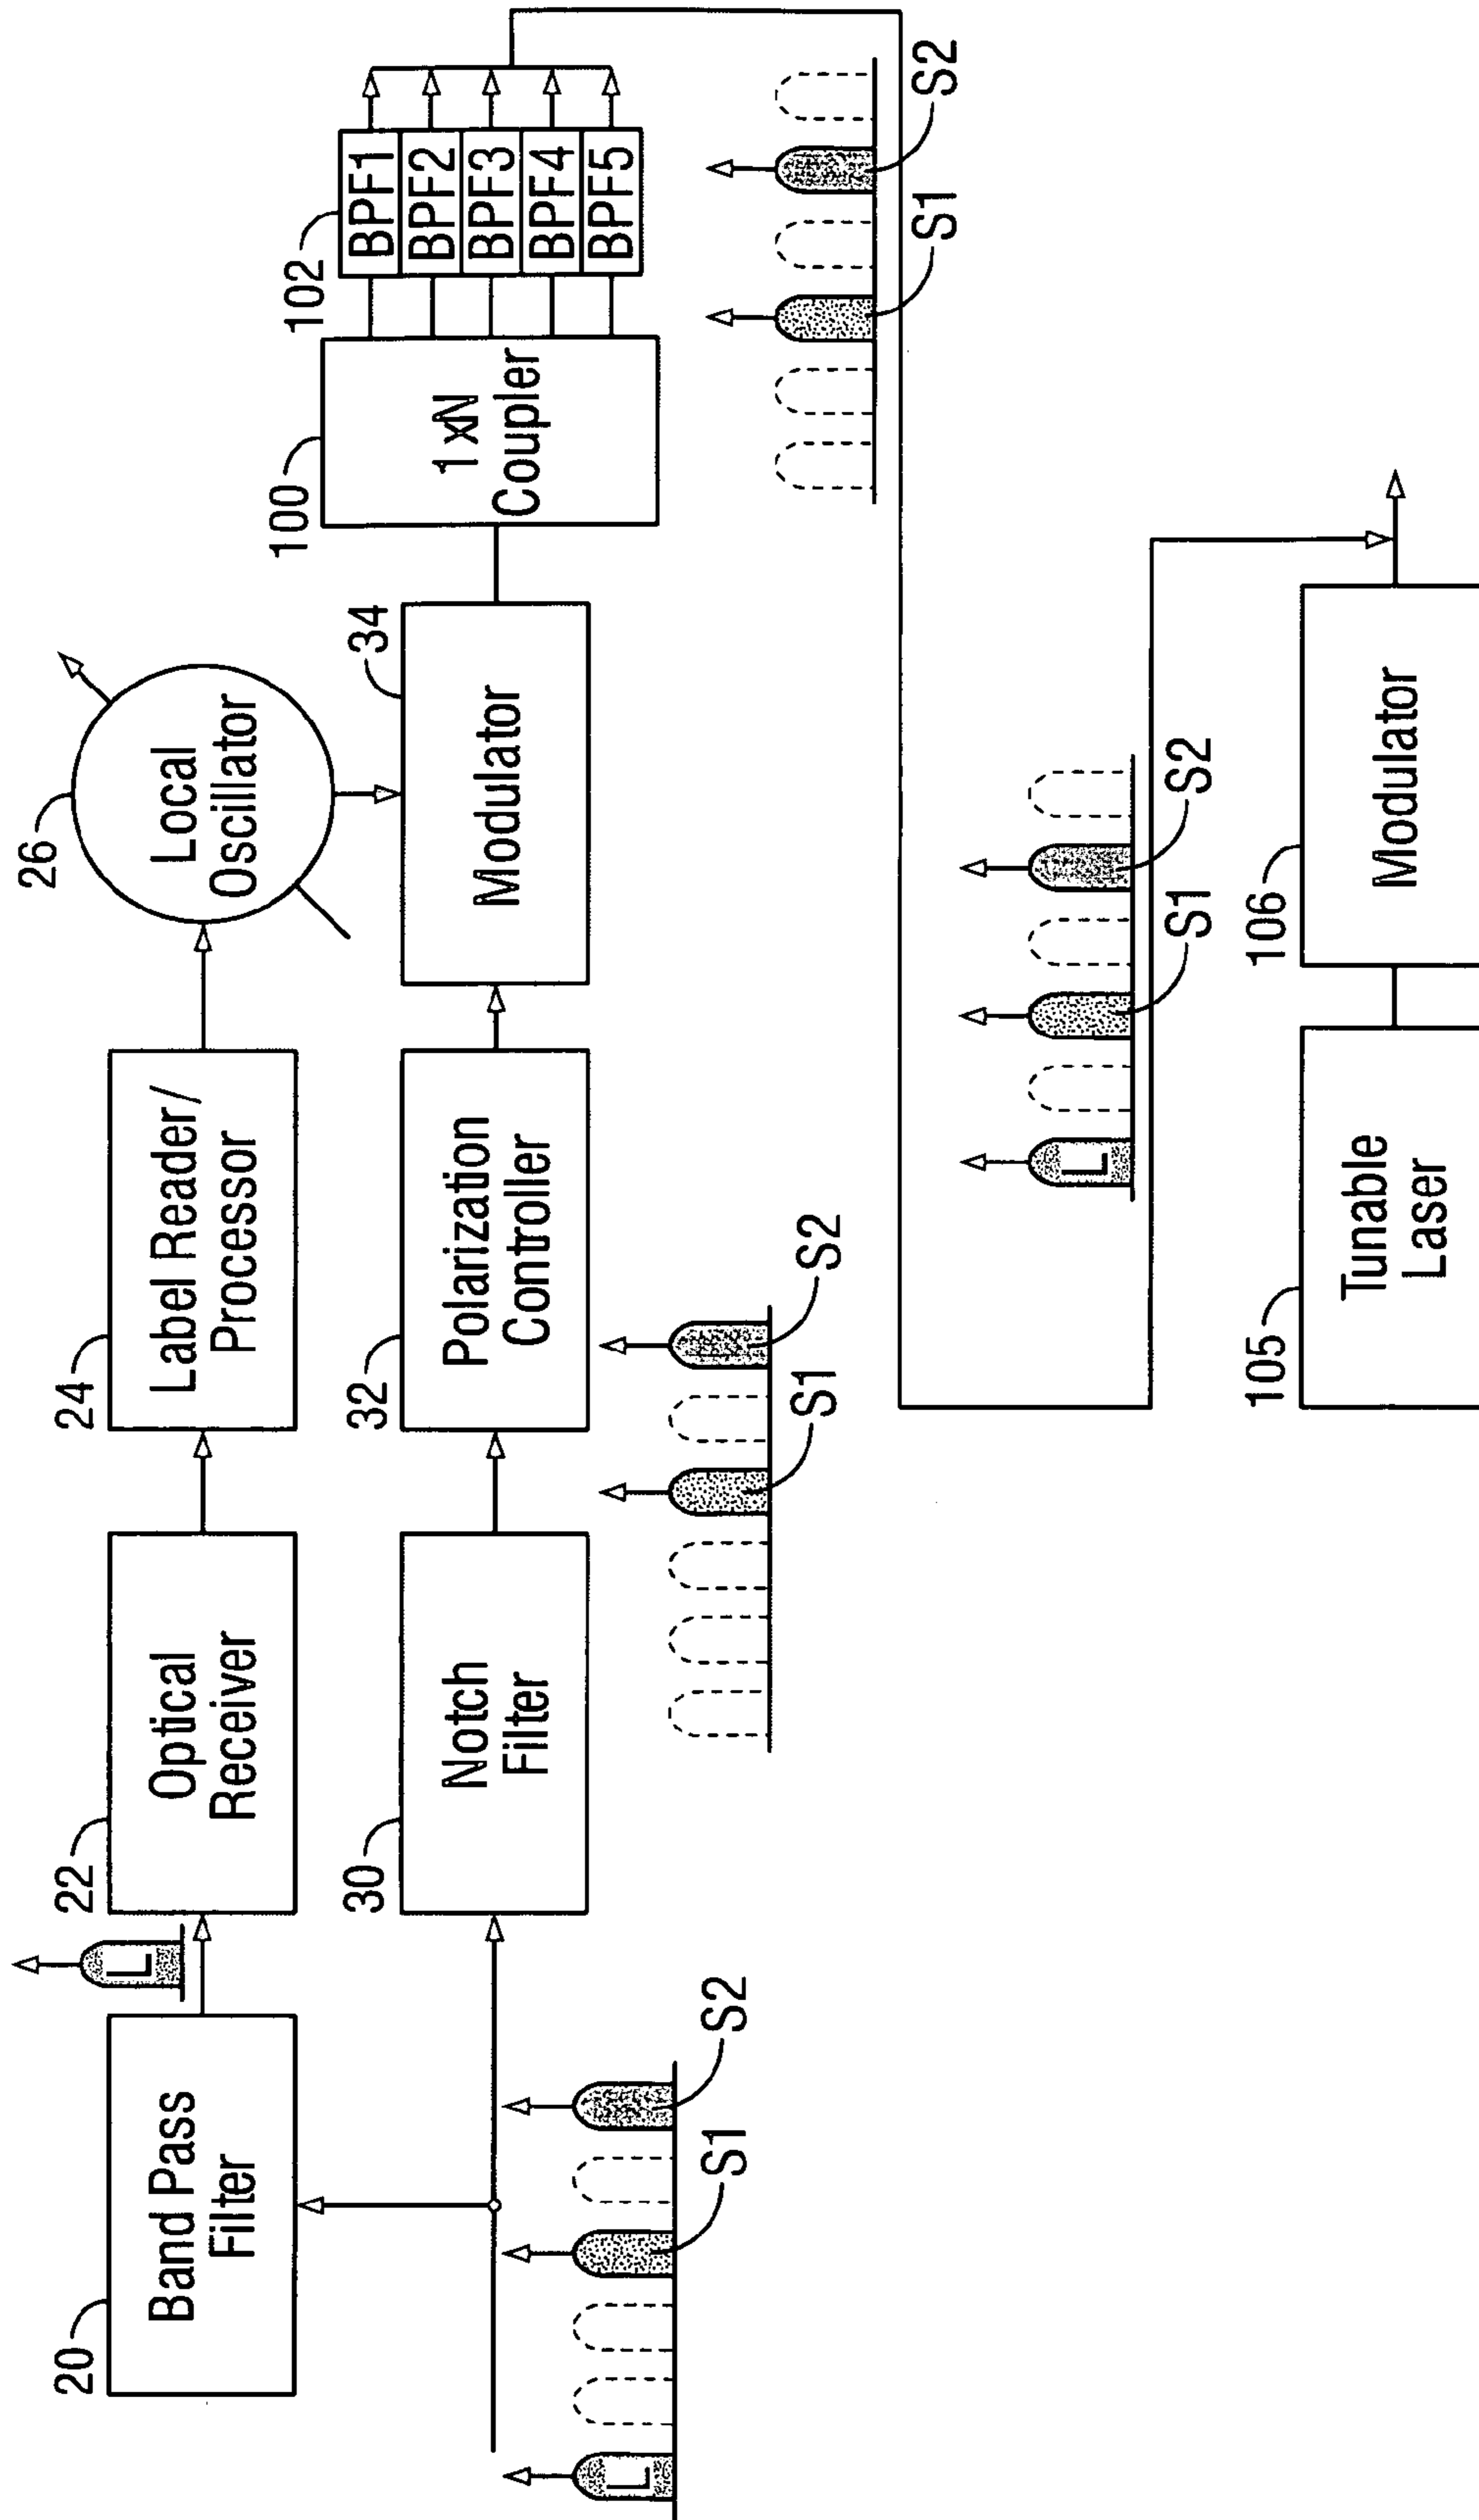 20
Band Pass
Filter
L
22
Optical
Receiver
24
Label Reader/
Processor
26
Local
Oscillator
30
Notch
Filter
32
Polarization
Controller
34
Modulator
100
1xN
Coupler
102
BPF1
BPF2
BPF3
BPF4
BPF5
L
S1
S2
S1
S2
S1
S2
L
S1
S2
105
Tunable
Laser
106
Modulator